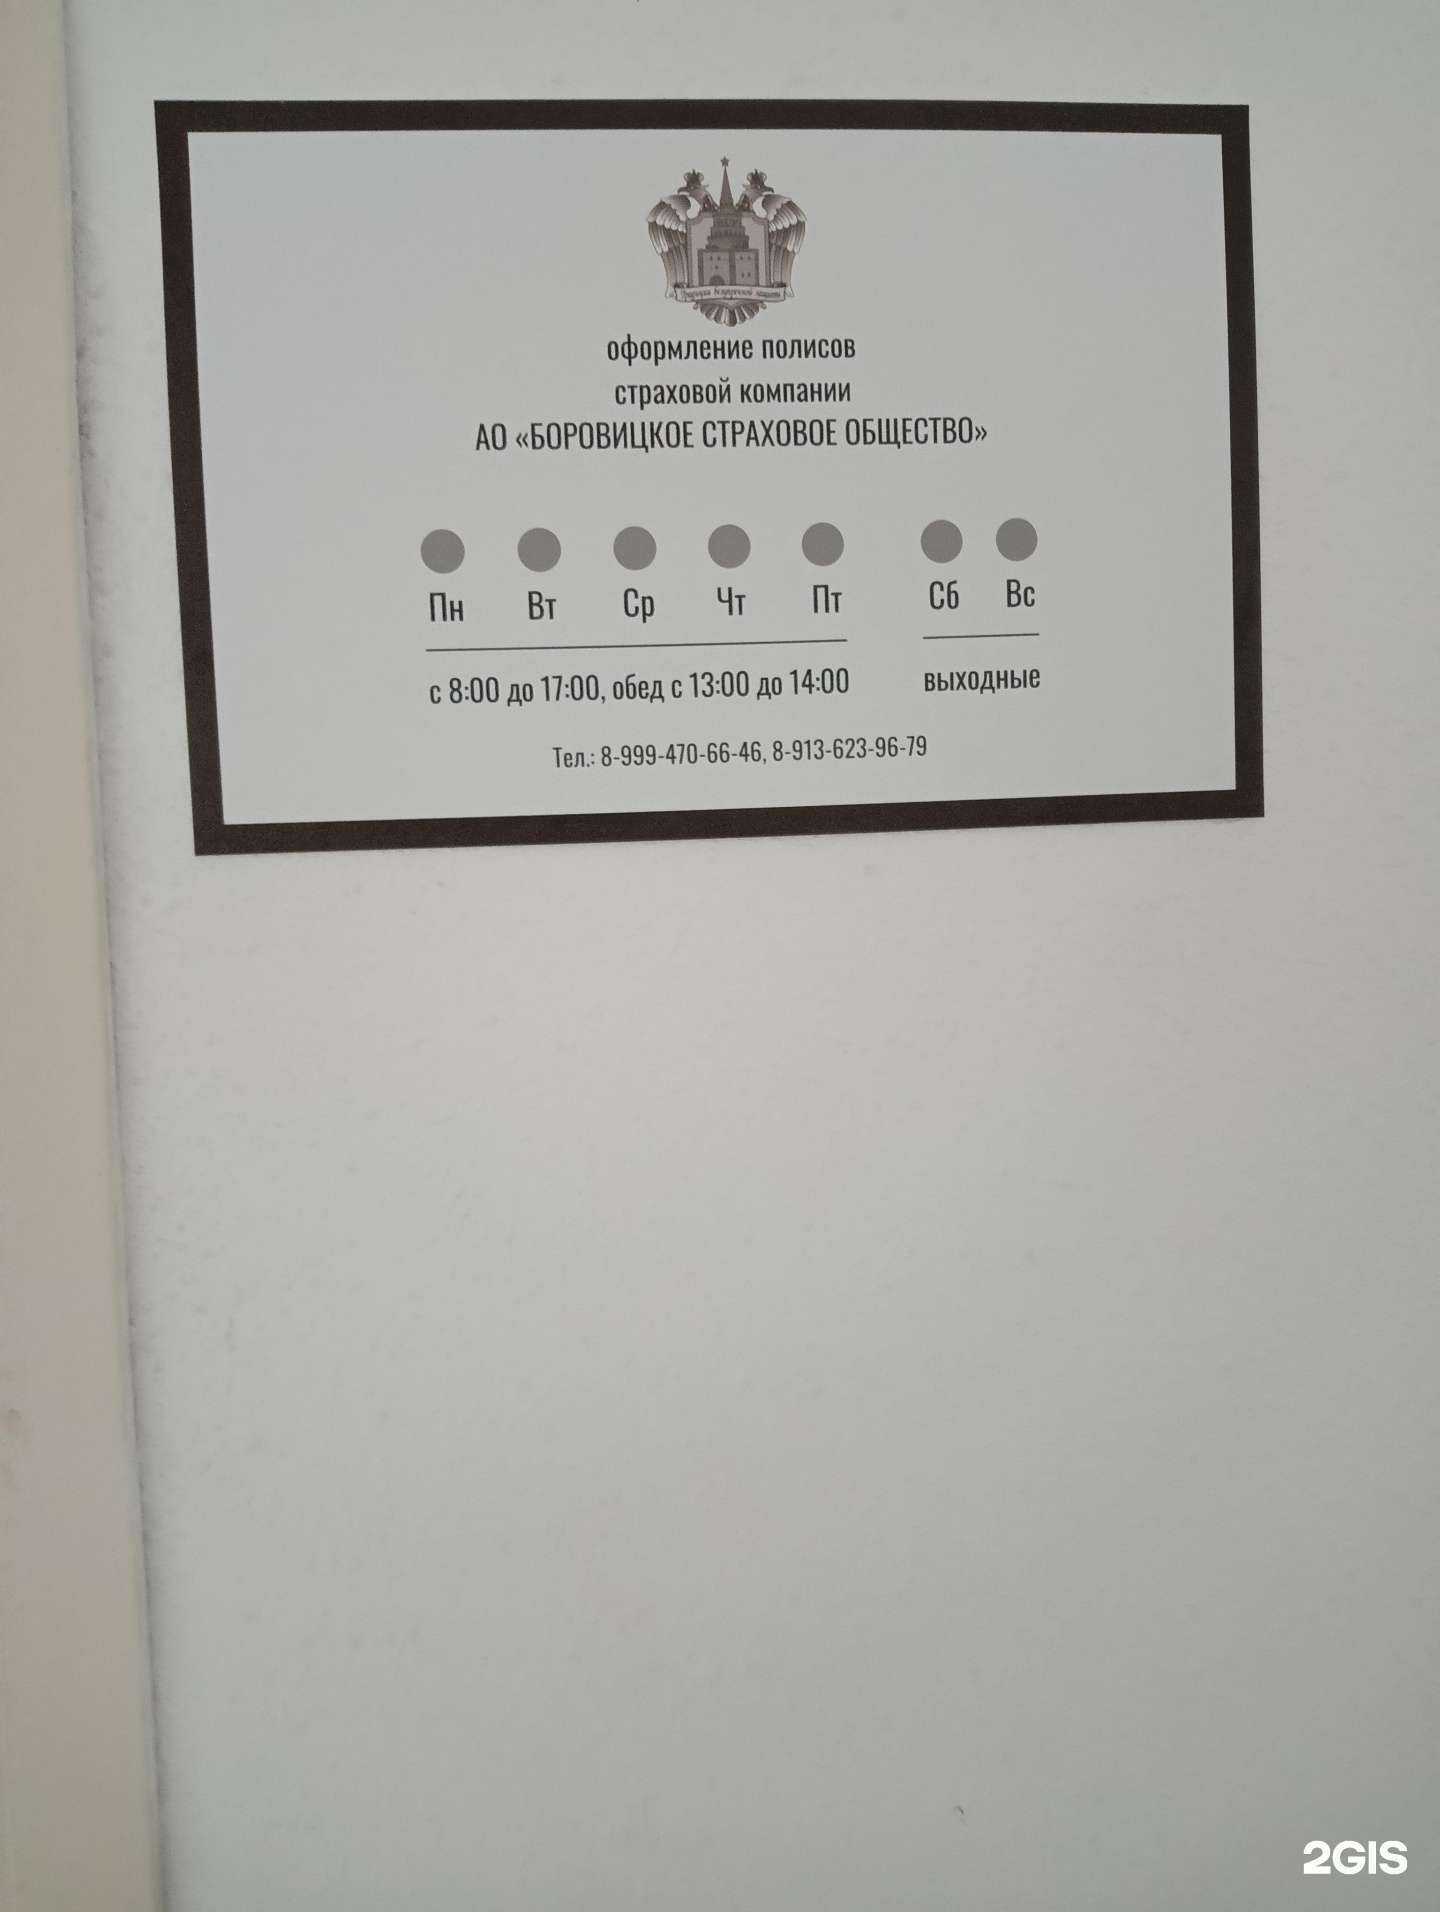 оформление полисов
страховой компании
АО «БОРОВИЦКОЕ СТРАХОВОЕ ОБЩЕСТВО»
Пн Вт Ср Чт Пт Сб Вс
с 8:00 до 17:00, обед с 13:00 до 14:00 выходные
Тел.: 8-999-470-66-46, 8-913-623-96-79
2GIS